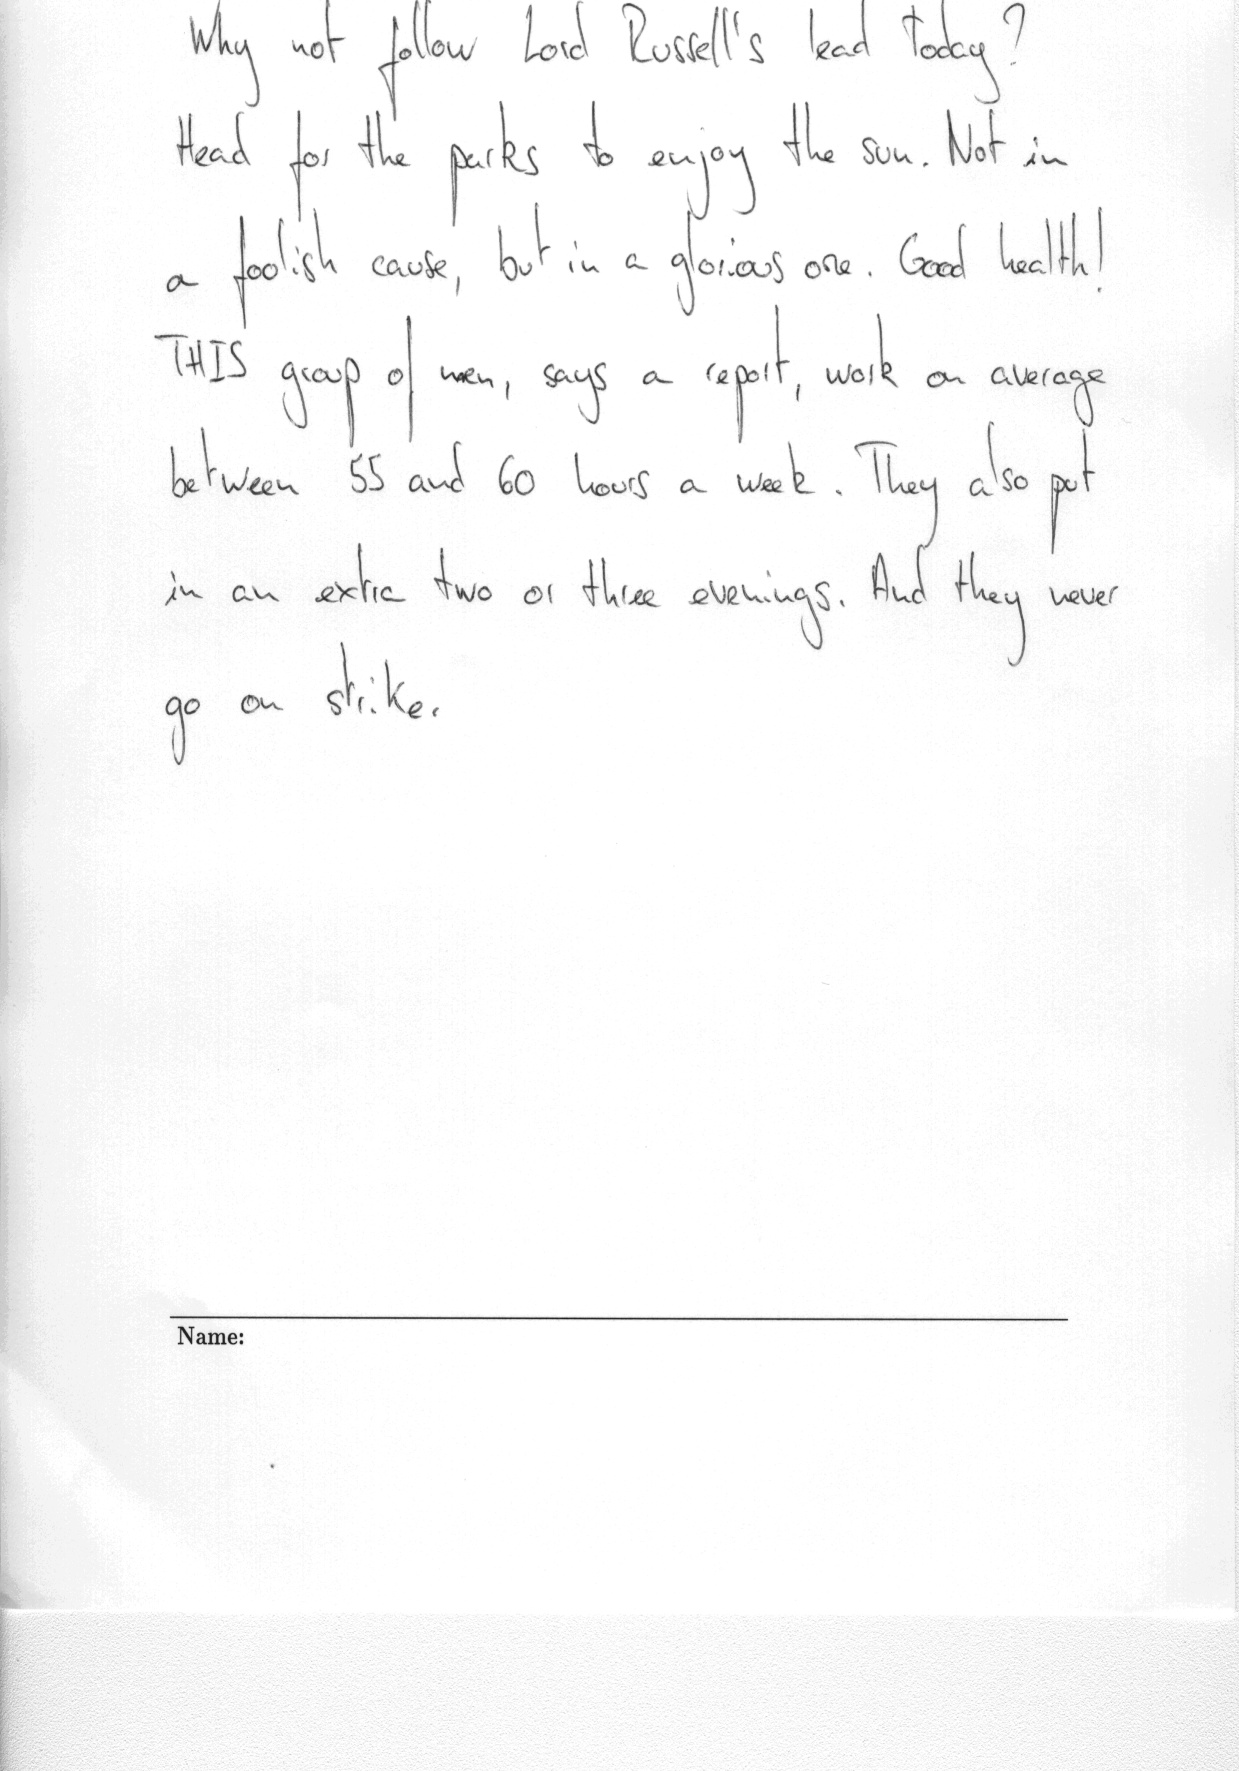 Why not follow Lord Russell's lead today?
Head for the parks to enjoy the sun. Not in
a foolish cause, but in a glorious one. Good health!
THIS group of men, says a report, work on average
between 55 and 60 hours a week. They also put
in an extra two or three evenings. And they never
go on strike.
Name: